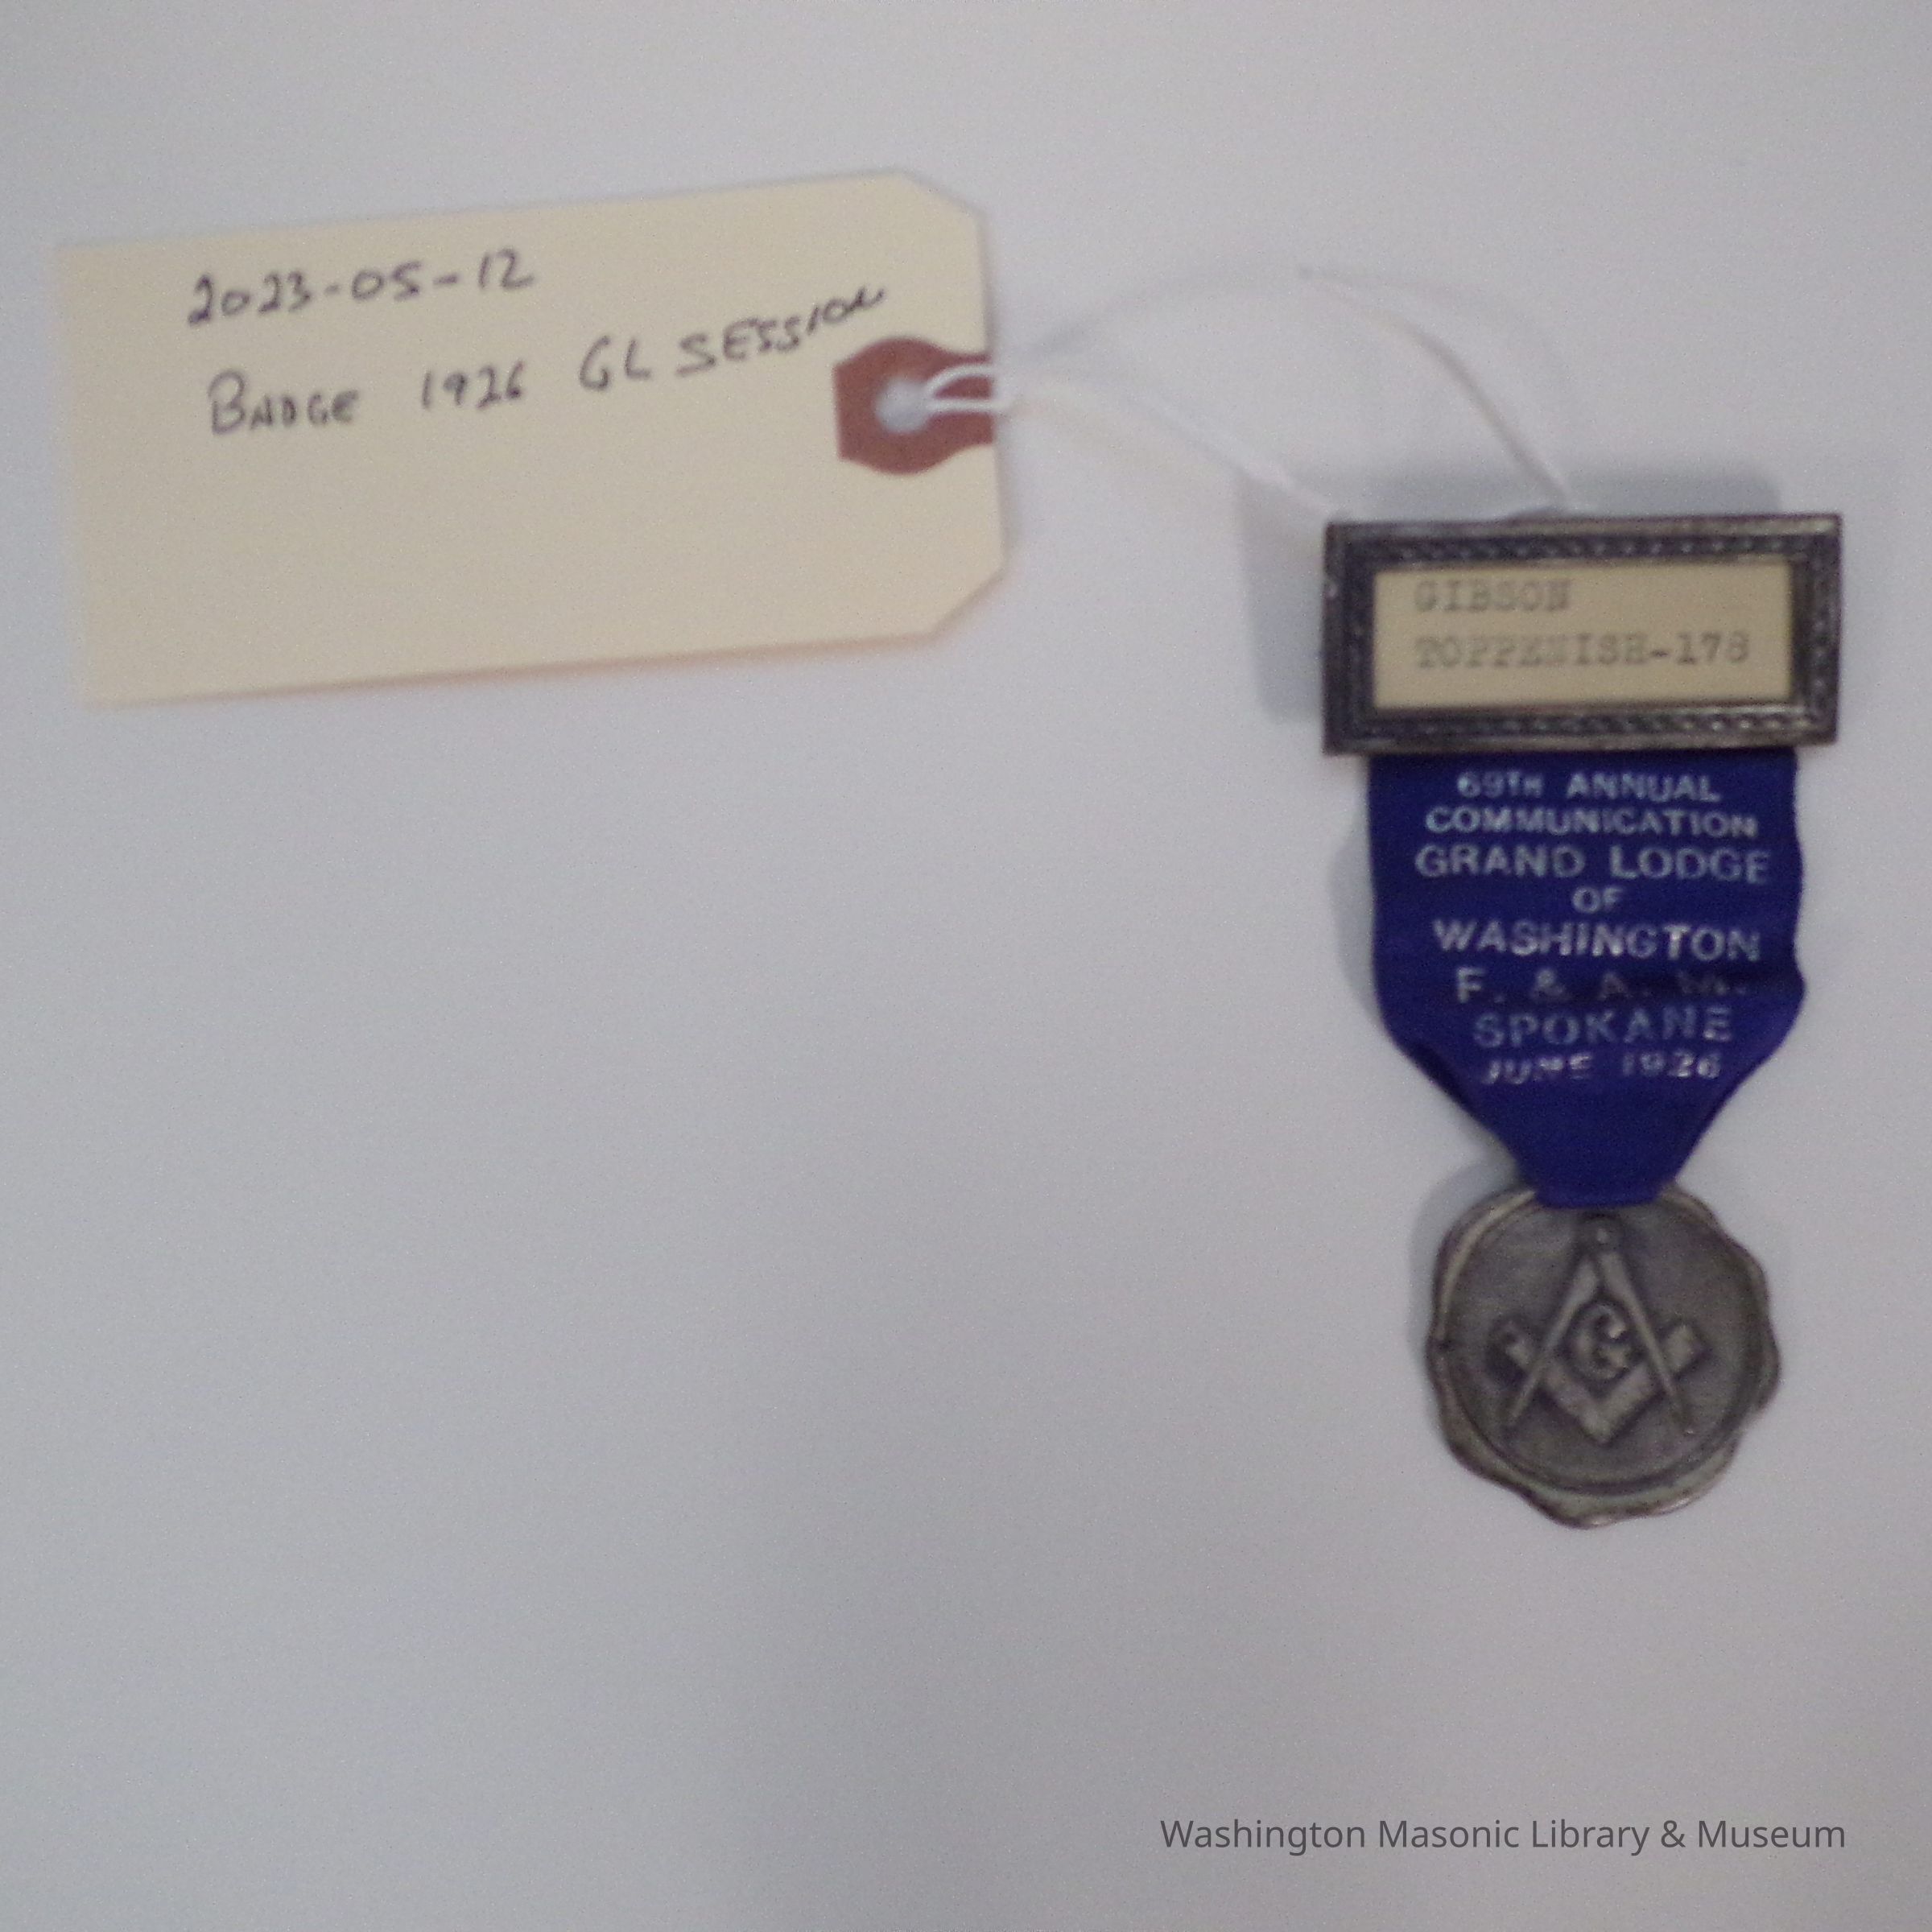 2023-05-12
BADGE 1926 GL SESSION
GIBSON
TOPPENISH-178
69TH ANNUAL
COMMUNICATION
GRAND LODGE
OF
WASHINGTON
F. & A. M.
SPOKANE
JUNE 1926
G
Washington Masonic Library & Museum